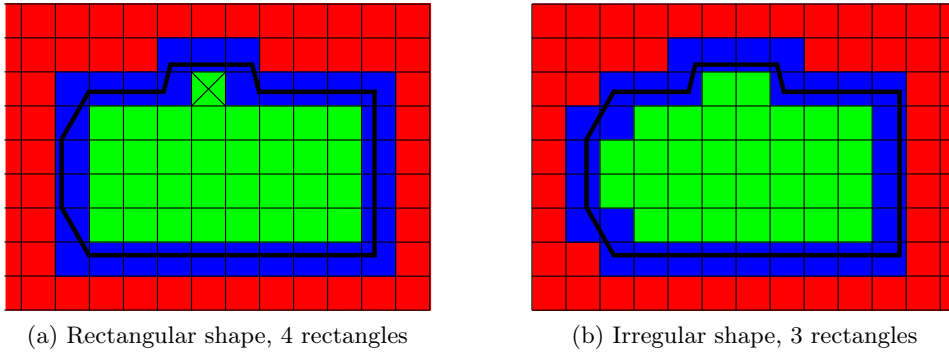 (a) Rectangular shape, 4 rectangles
(b) Irregular shape, 3 rectangles